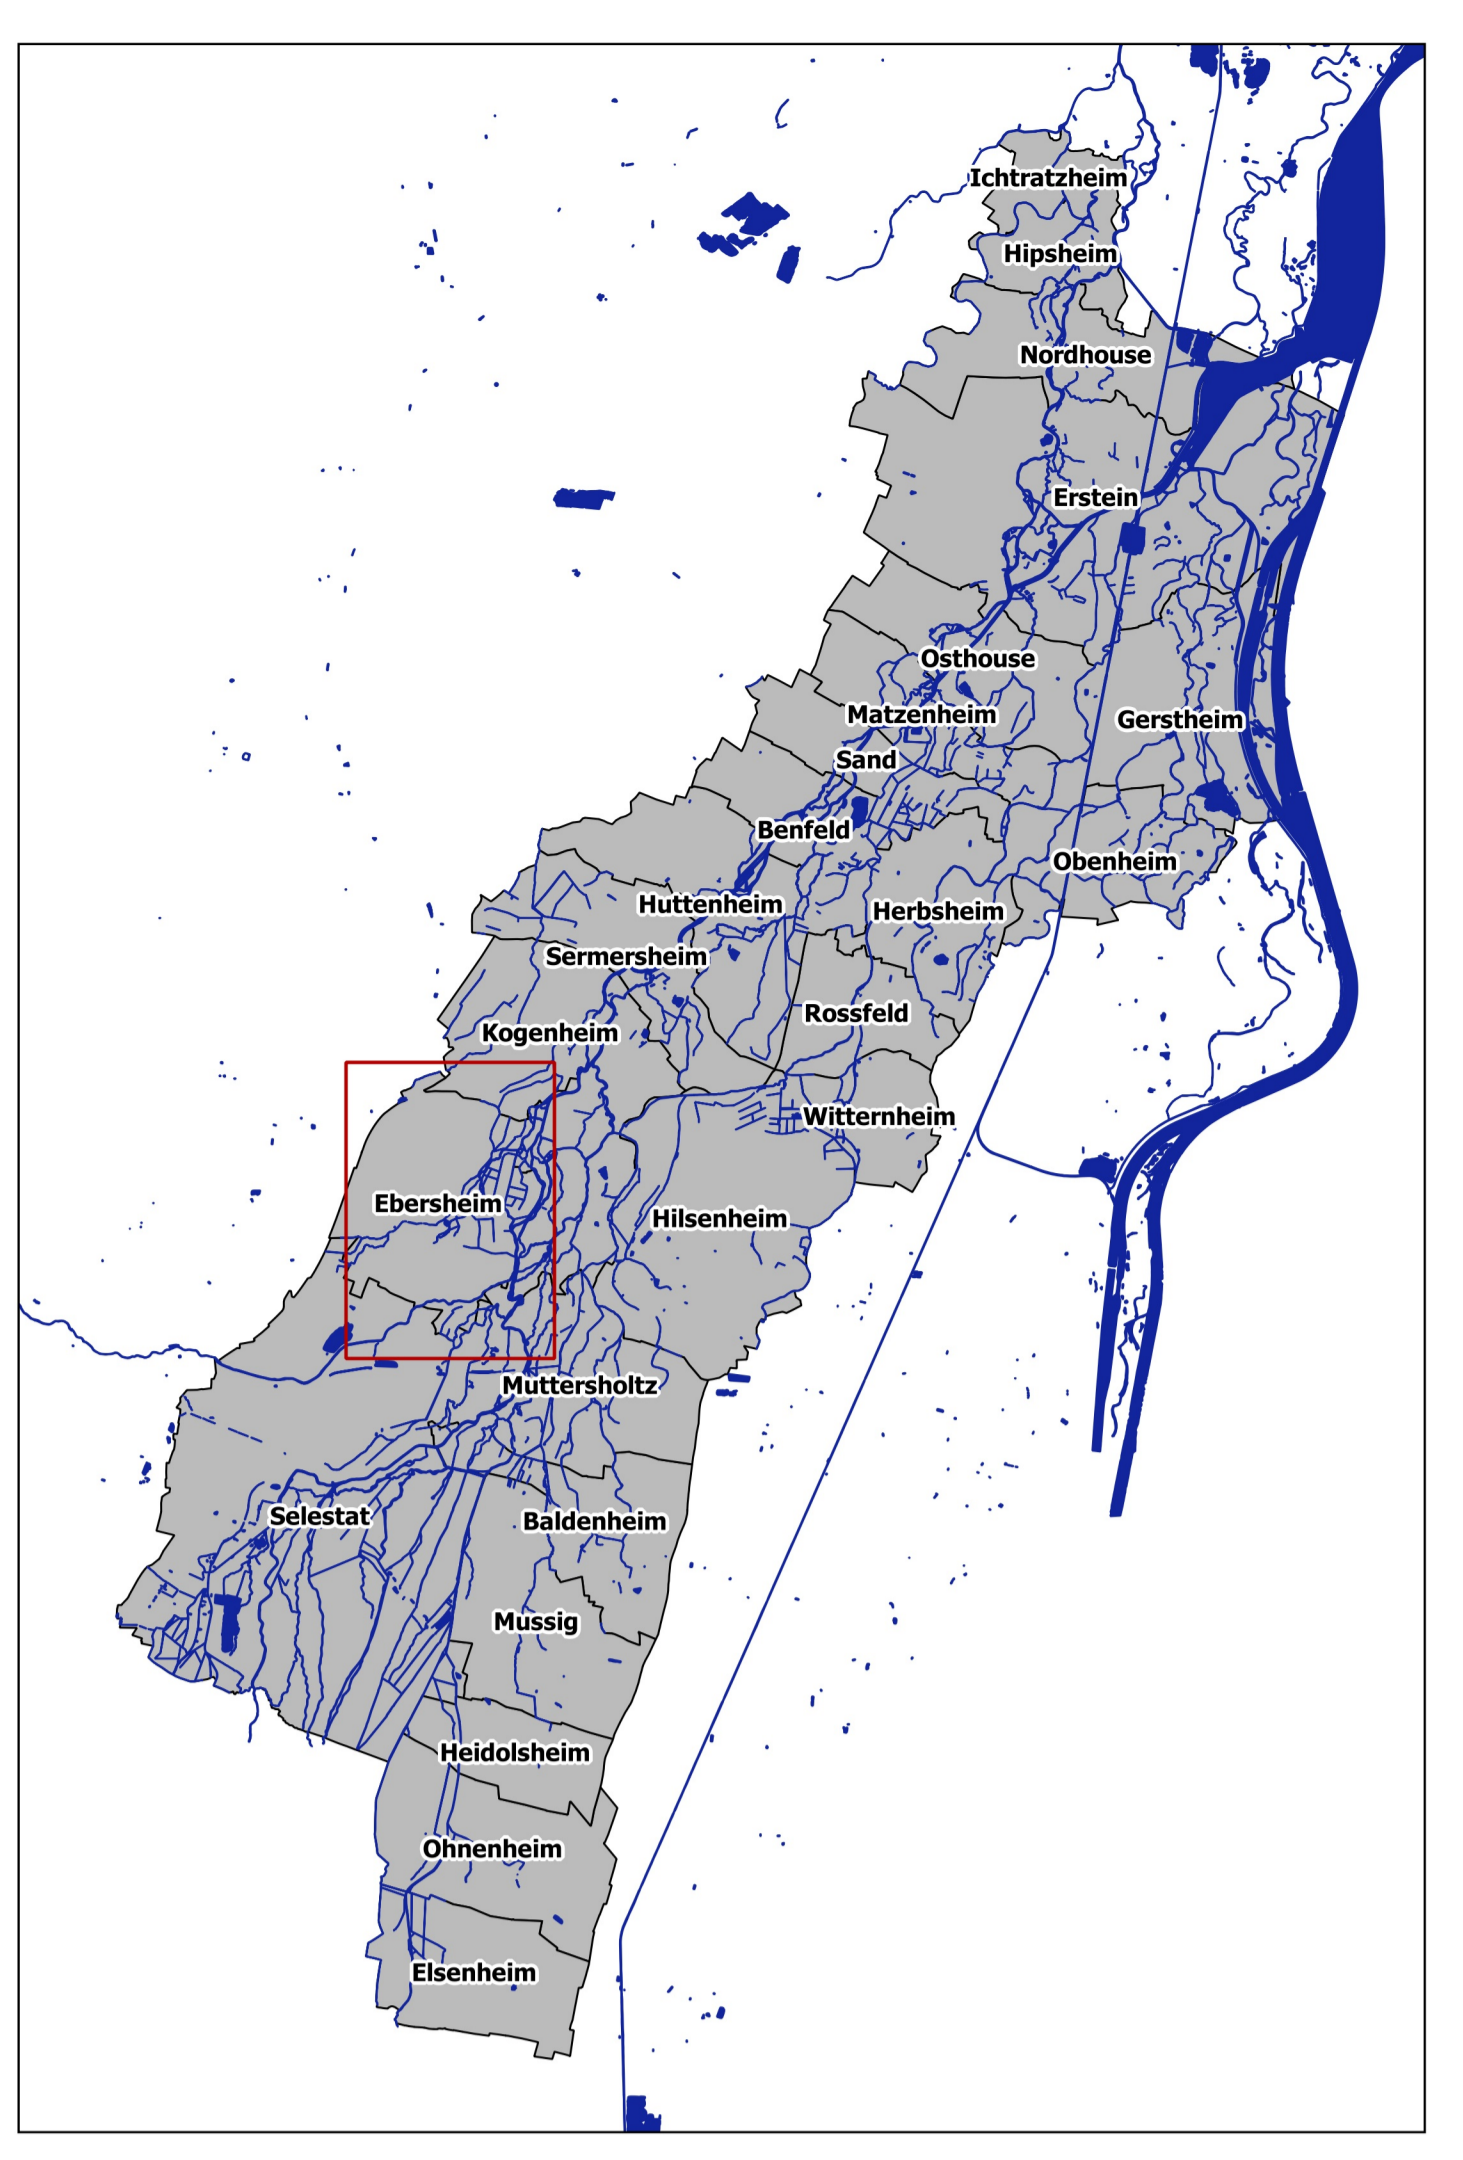 Ichtratzheim
Hipsheim
Nordhouse
Erstein
Osthouse
Matzenheim
Gerstheim
Sand
Benfeld
Obenheim
Huttenheim
Herbsheim
Sermersheim
Rossfeld
Kogenheim
Witternheim
Ebersheim
Hilsenheim
Muttersholtz
Selestat
Baldenheim
Mussig
Heidolsheim
Ohnenheim
Elsenheim